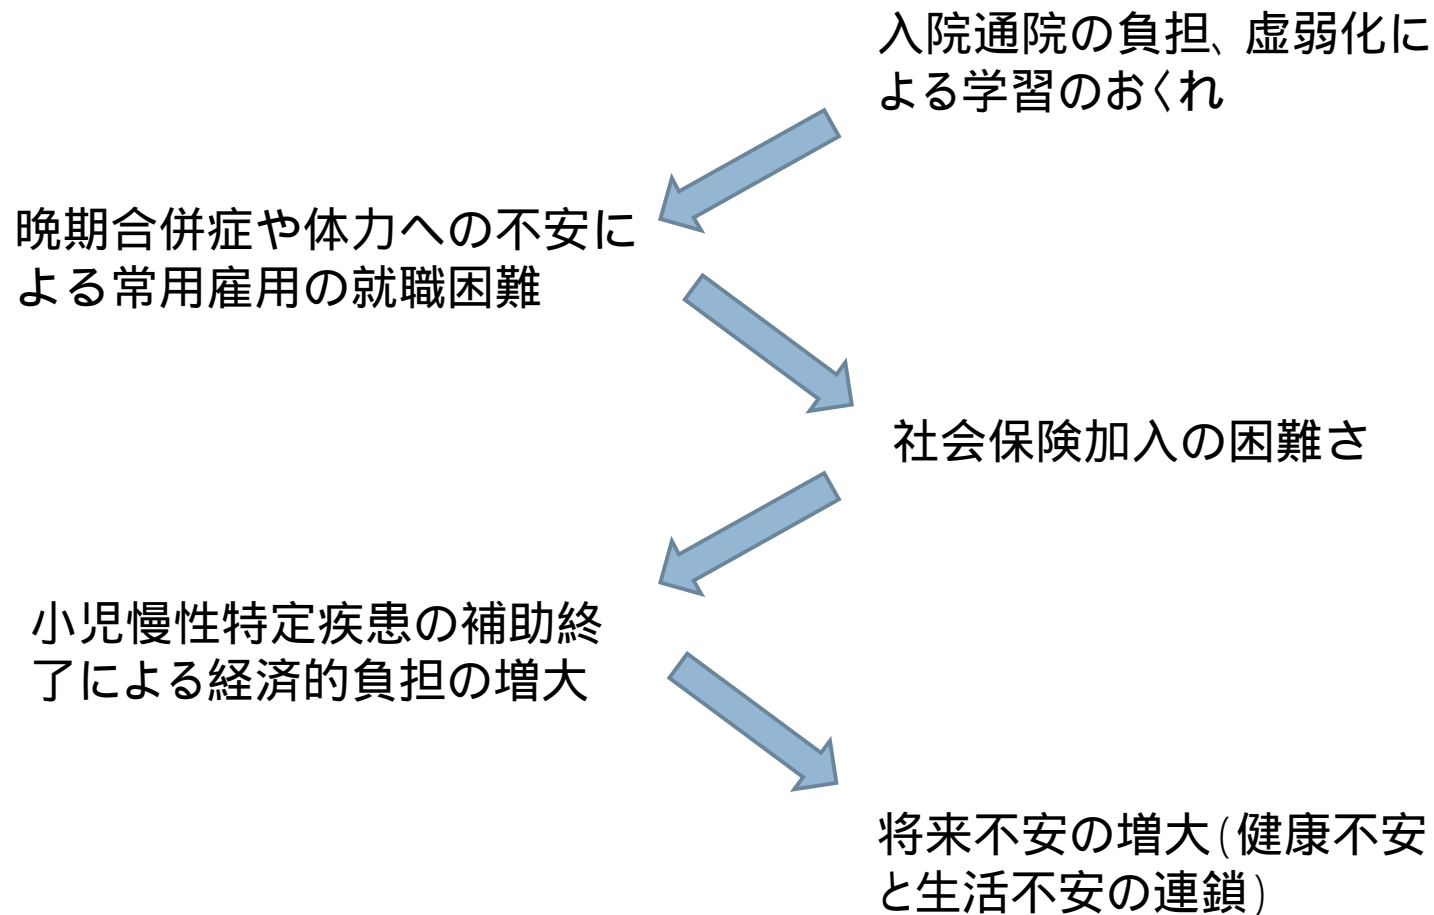 入院通院の負担、虚弱化に
よる学習のおくれ
晩期合併症や体力への不安に
よる常用雇用の就職困難
社会保険加入の困難さ
小児慢性特定疾患の補助終
了による経済的負担の増大
将来不安の増大(健康不安
と生活不安の連鎖)